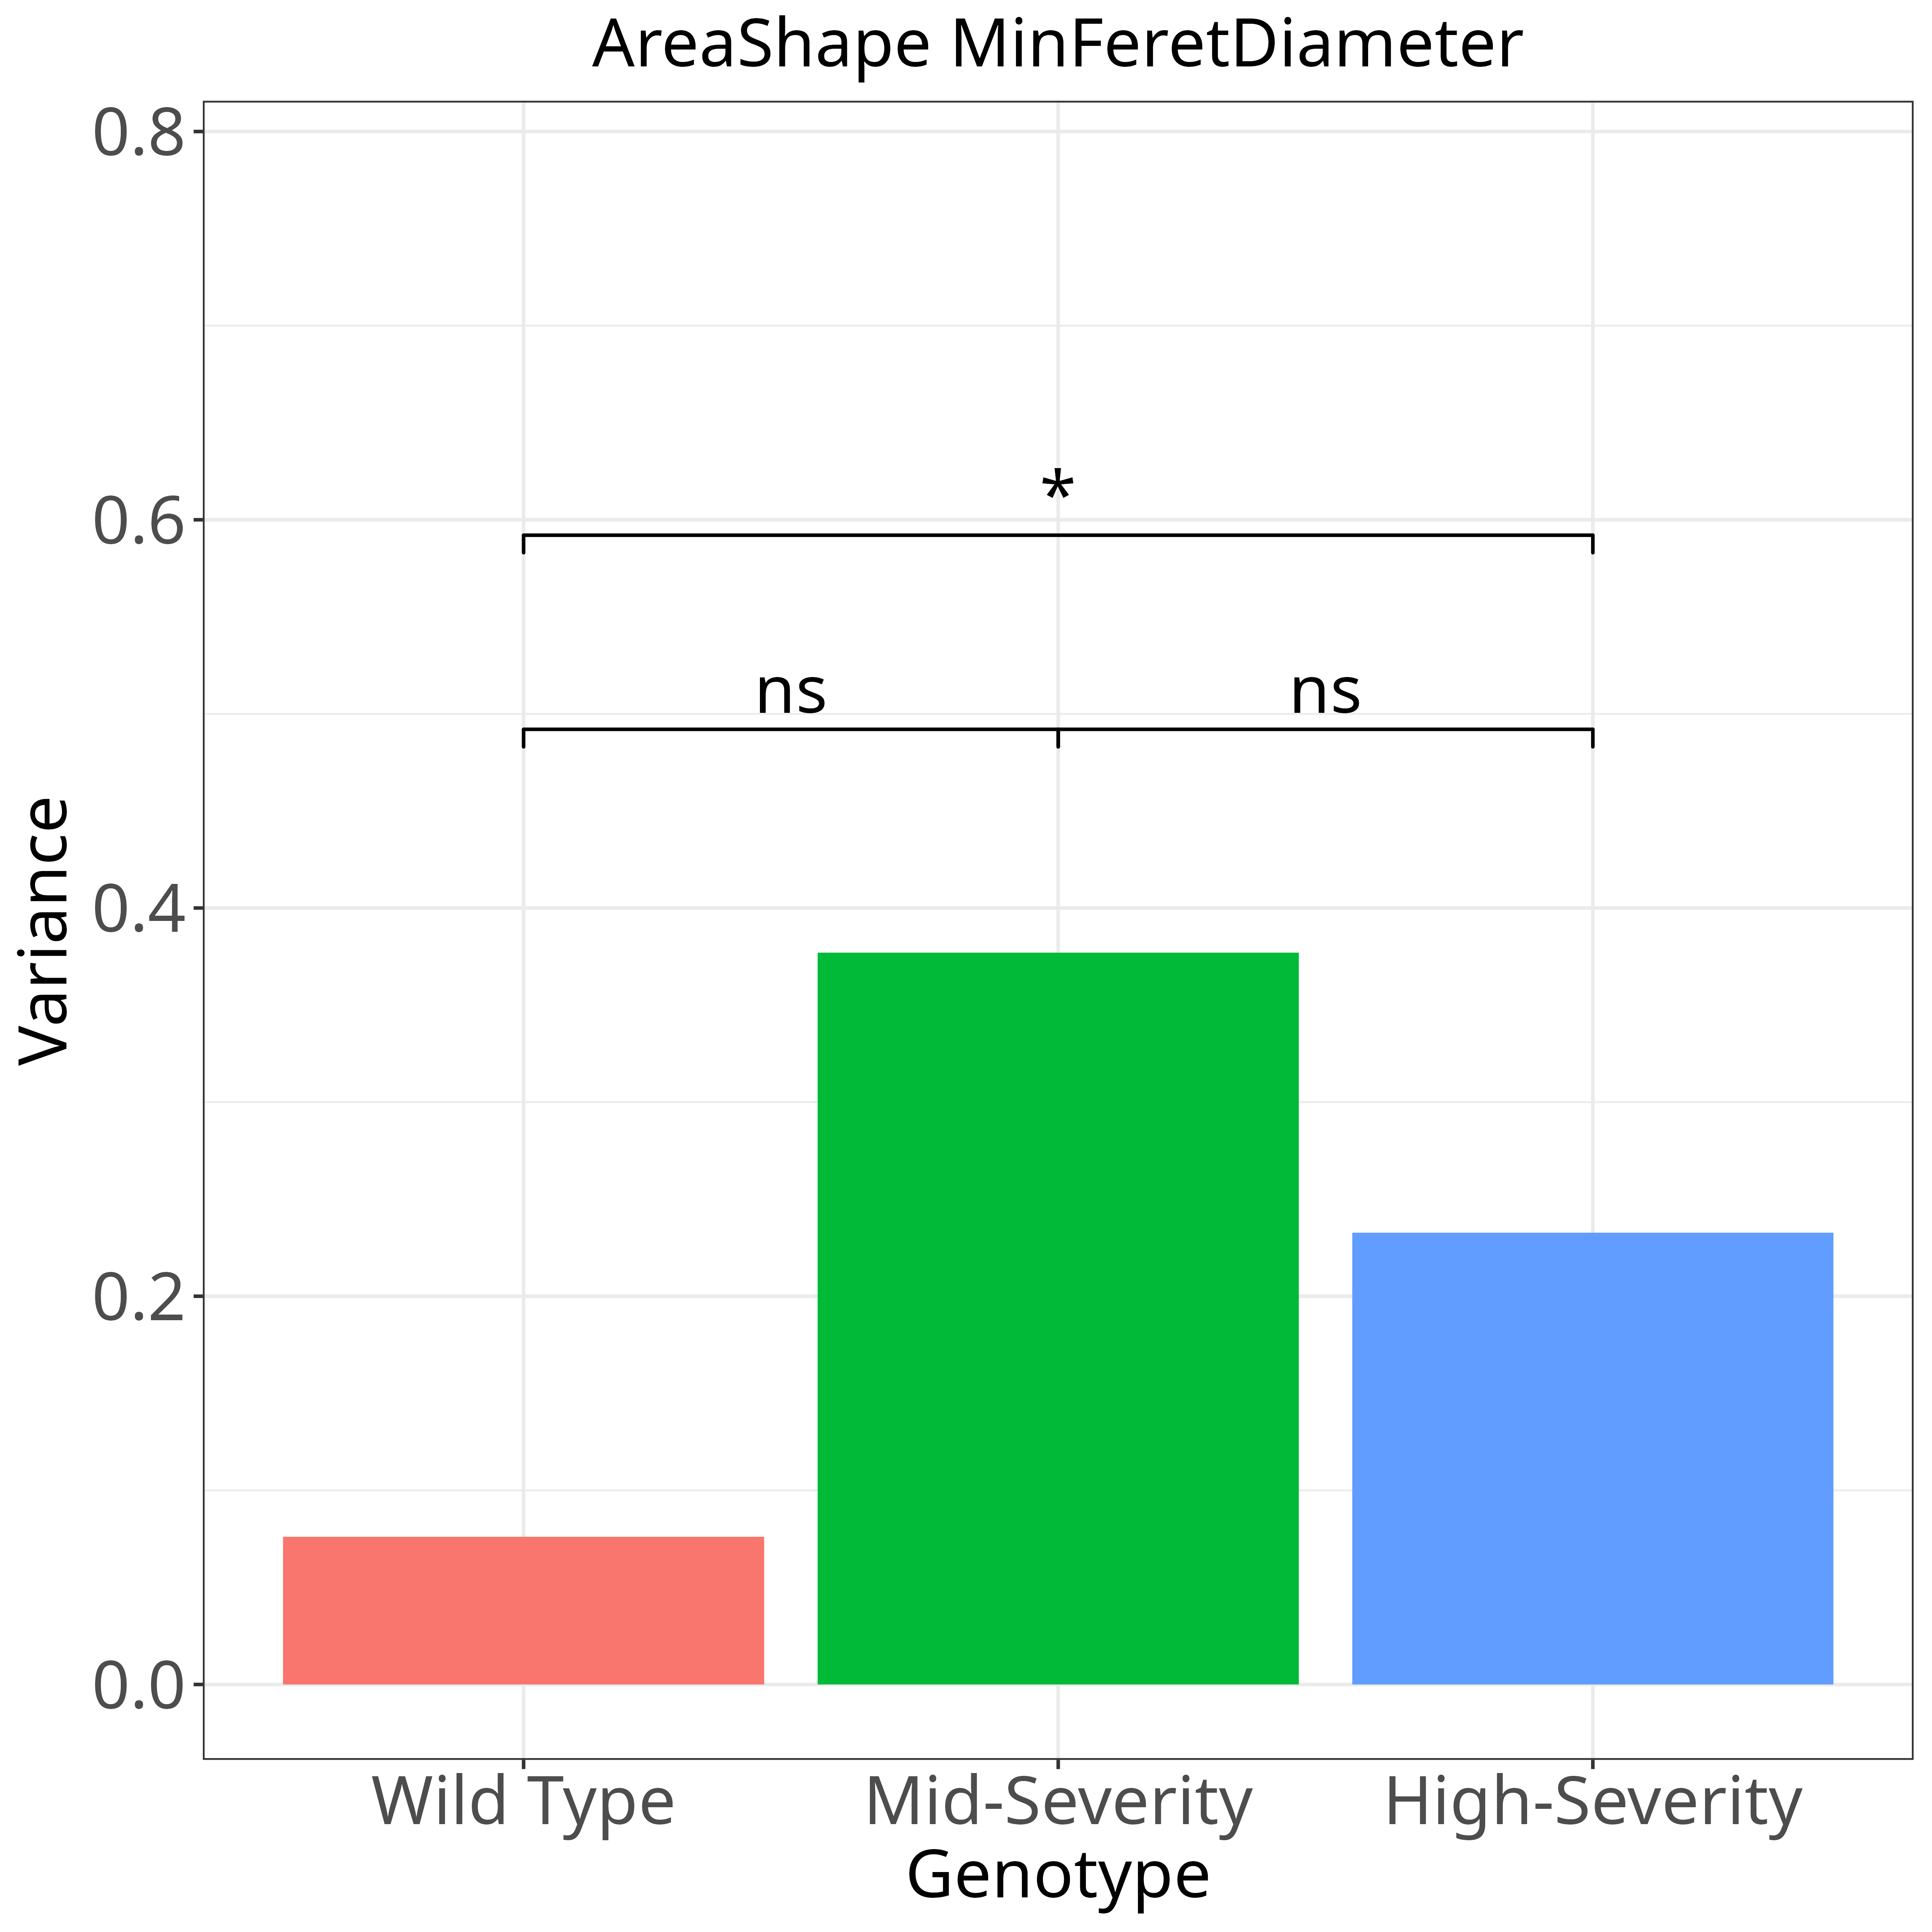 AreaShape MinFeretDiameter
0.8
*
0.6
ns ns
0.4
Variance
0.2
0.0
Wild Type Mid-Severity High-Severity
Genotype